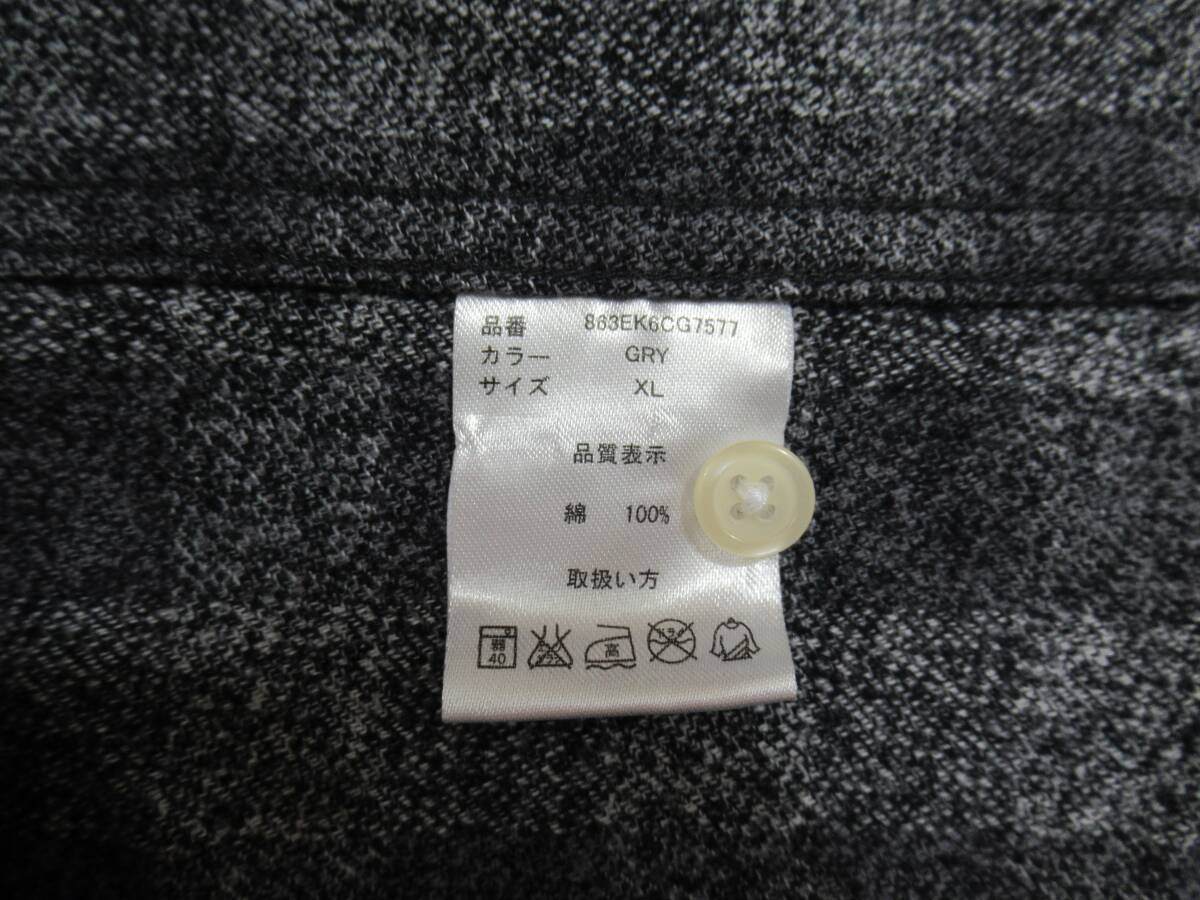 品番 863EK6CG7577
カラー GRY
サイズ XL
品質表示
綿 100%
取扱い方
器 40
高